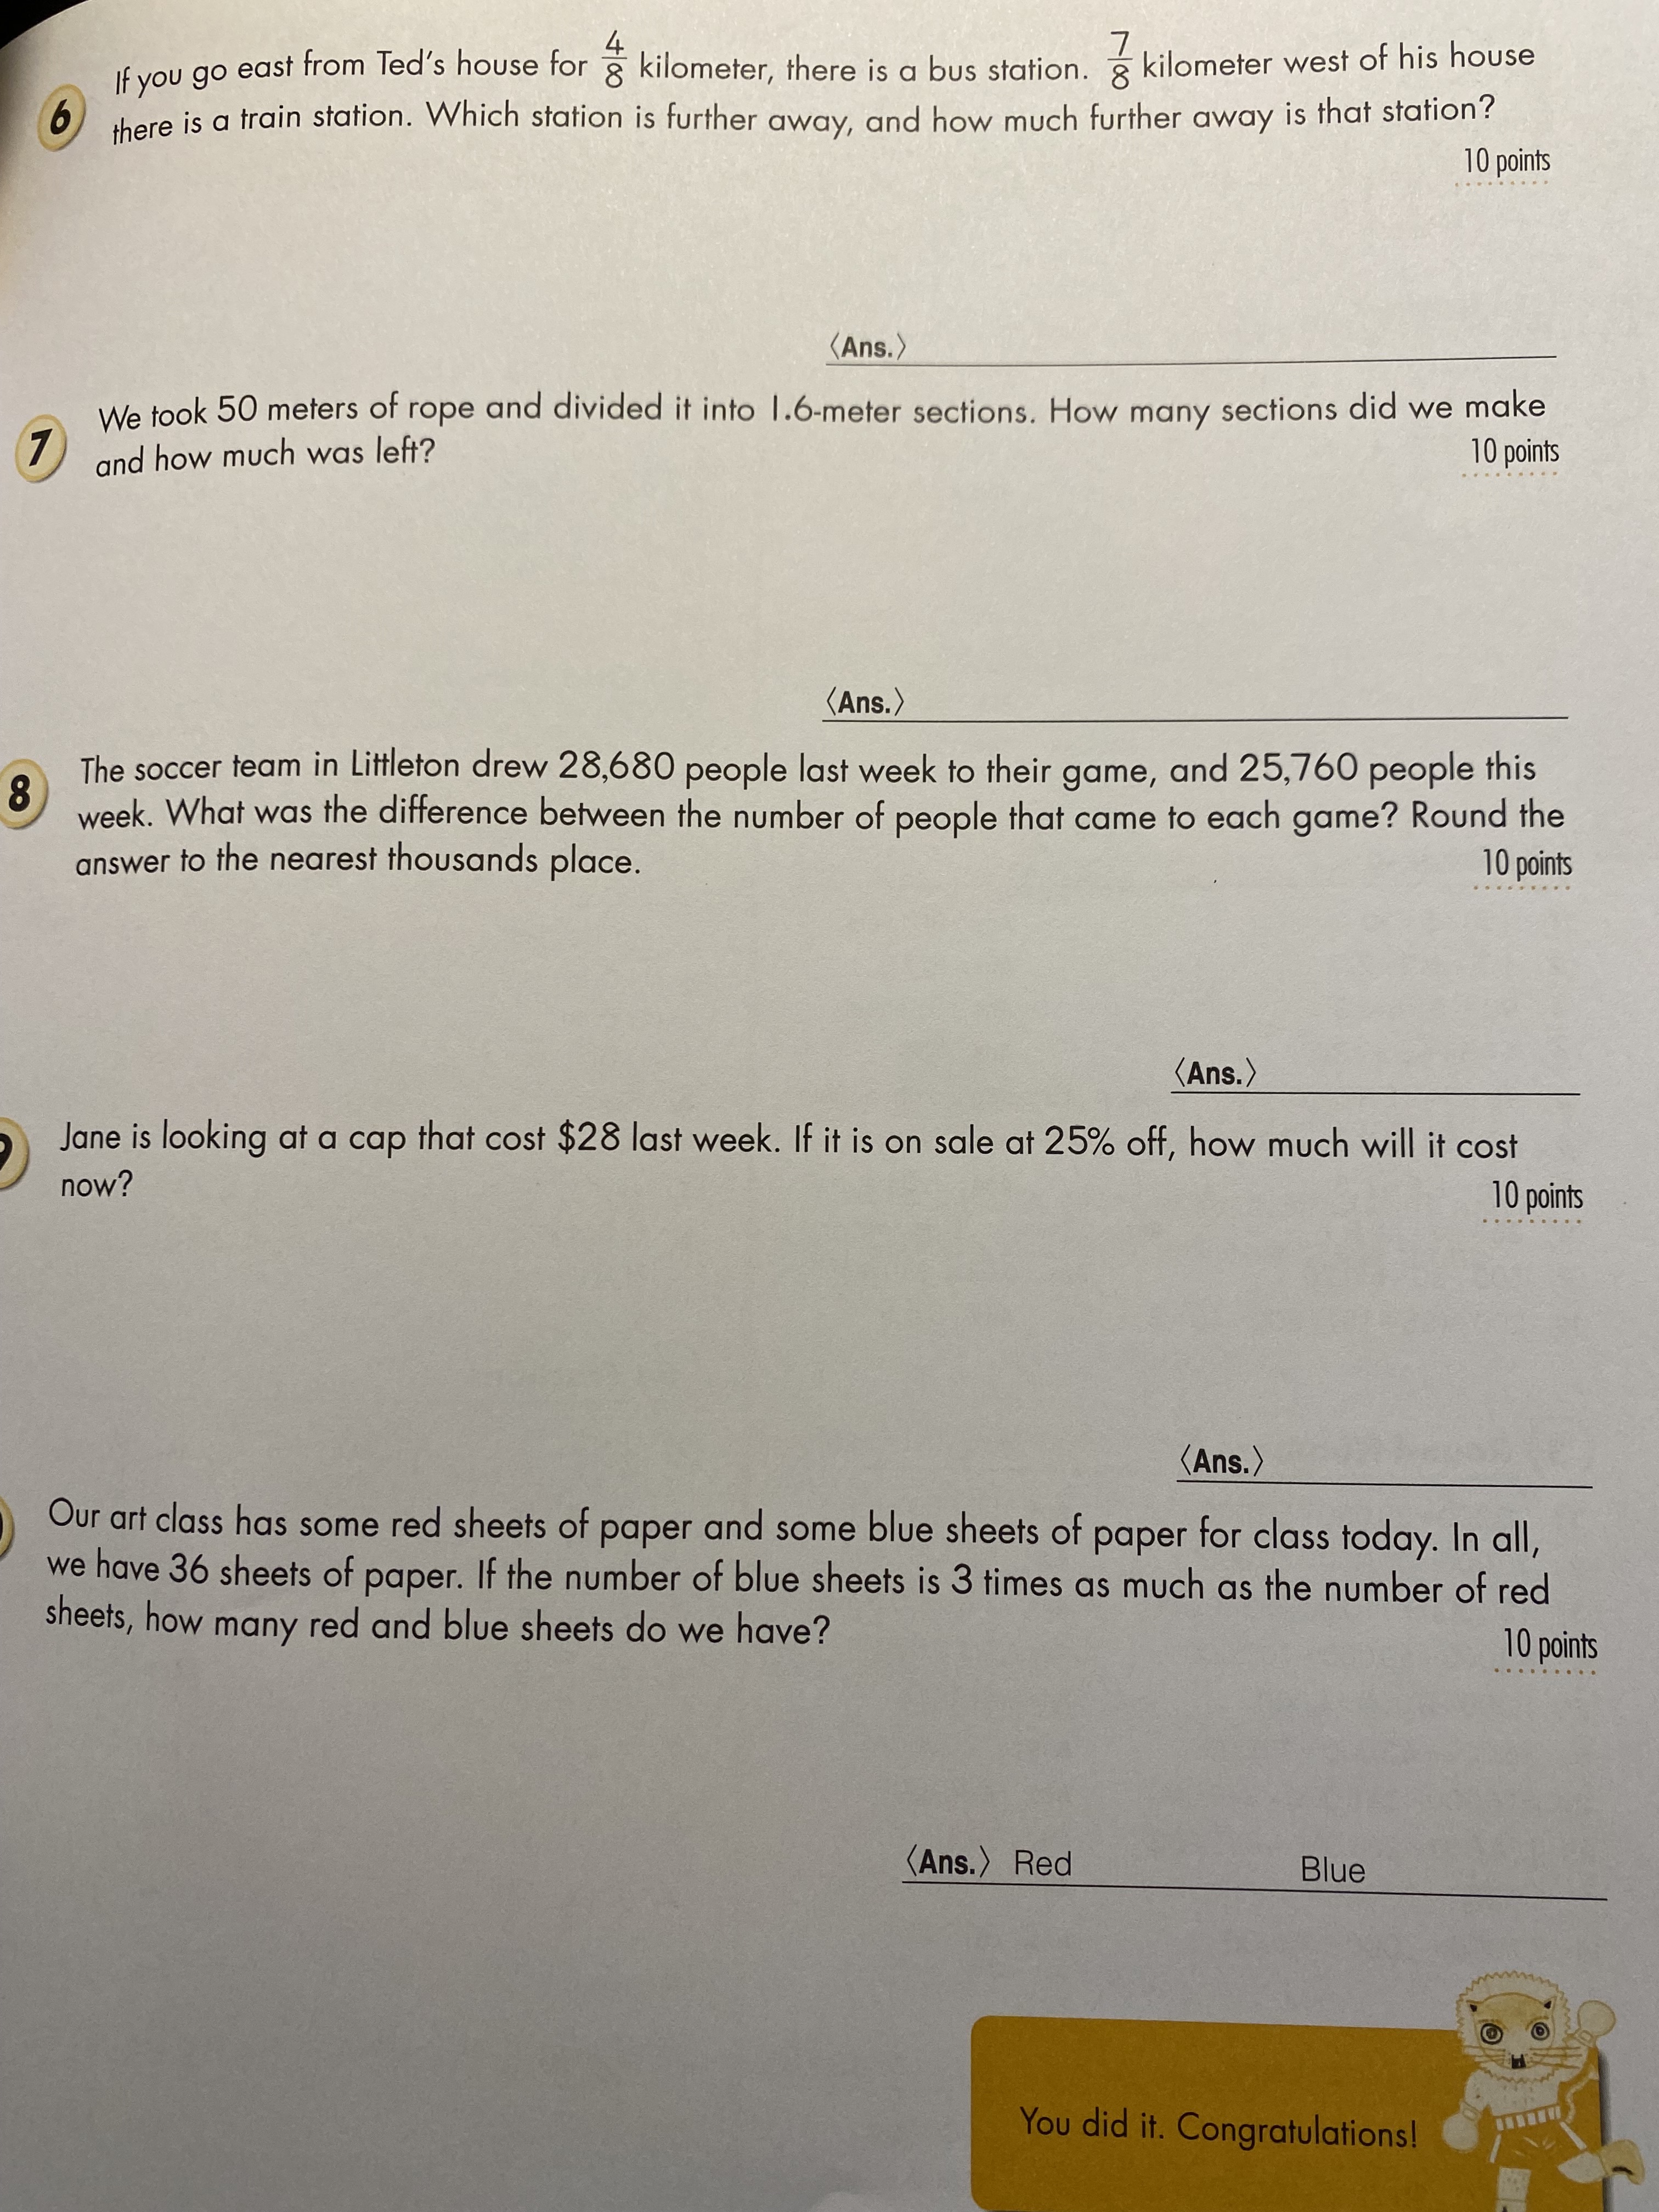 6 If you go east from Ted's house for 4/8 kilometer, there is a bus station. 7/8 kilometer west of his house
there is a train station. Which station is further away, and how much further away is that station?
10 points
〈Ans.〉
7 We took 50 meters of rope and divided it into 1.6-meter sections. How many sections did we make
and how much was left?
10 points
〈Ans.〉
8 The soccer team in Littleton drew 28,680 people last week to their game, and 25,760 people this
week. What was the difference between the number of people that came to each game? Round the
answer to the nearest thousands place.
10 points
〈Ans.〉
Jane is looking at a cap that cost $28 last week. If it is on sale at 25% off, how much will it cost
now?
10 points
〈Ans.〉
Our art class has some red sheets of paper and some blue sheets of paper for class today. In all,
we have 36 sheets of paper. If the number of blue sheets is 3 times as much as the number of red
sheets, how many red and blue sheets do we have?
10 points
〈Ans.〉 Red Blue
You did it. Congratulations!